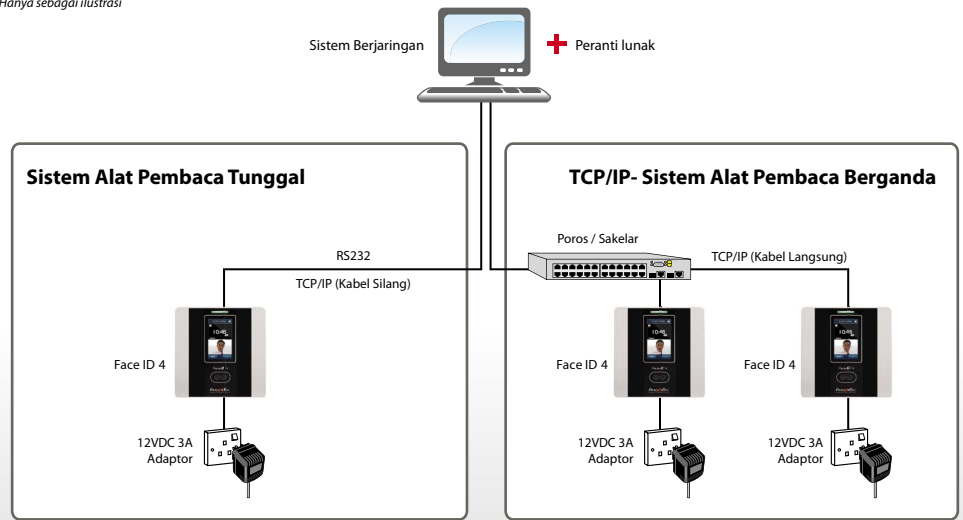 Hanya sebagai ilustrasi
Sistem Berjaringan
Peranti lunak
Sistem Alat Pembaca Tunggal
RS232
TCP/IP (Kabel Silang)
Face ID 4
12VDC 3A
Adaptor
TCP/IP- Sistem Alat Pembaca Berganda
Poros / Sakelar
TCP/IP (Kabel Langsung)
Face ID 4
Face ID 4
12VDC 3A
Adaptor
12VDC 3A
Adaptor